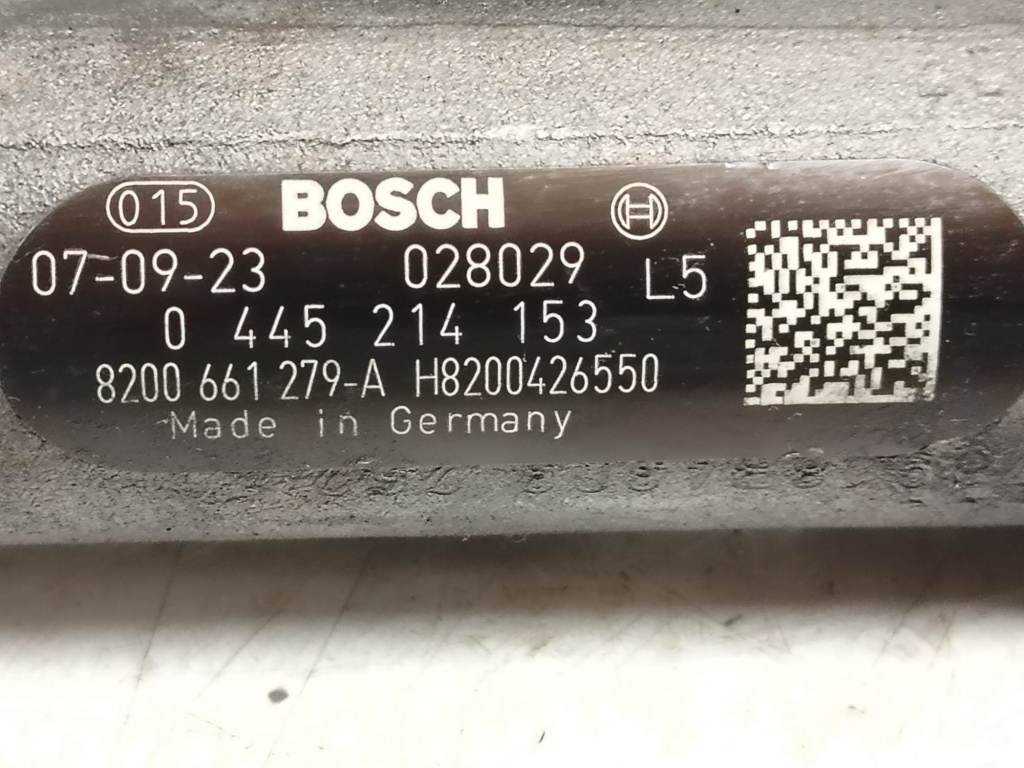 015 BOSCH
07-09-23 028029 L5
0 445 214 153
8200 661 279-A H8200426550
Made in Germany